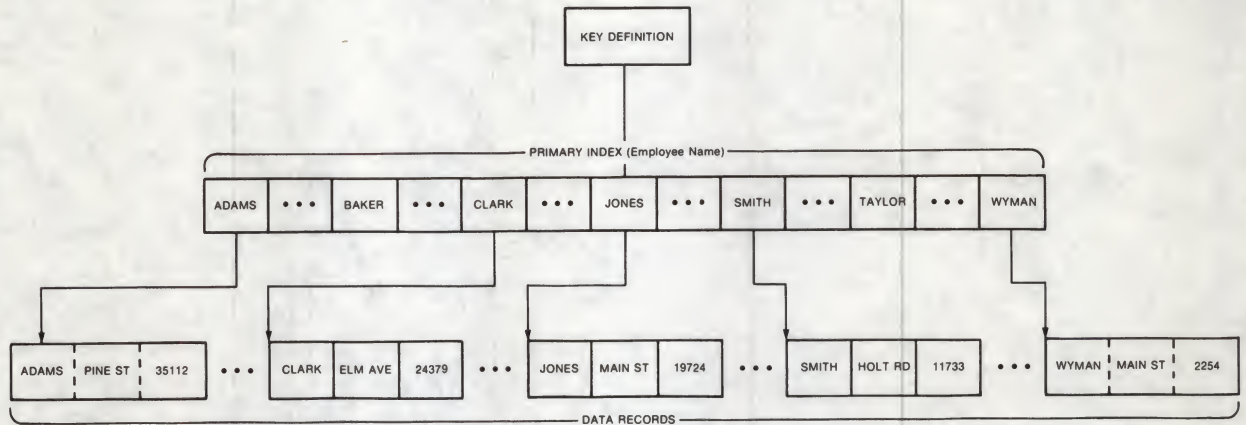 KEY DEFINITION
PRIMARY INDEX (Employee Name)
ADAMS • • • BAKER • • • CLARK • • • JONES • • • SMITH • • • TAYLOR • • • WYMAN
ADAMS PINE ST 35112 • • • CLARK ELM AVE 24379 • • • JONES MAIN ST 19724 • • • SMITH HOLT RD 11733 • • • WYMAN MAIN ST 2254
DATA RECORDS